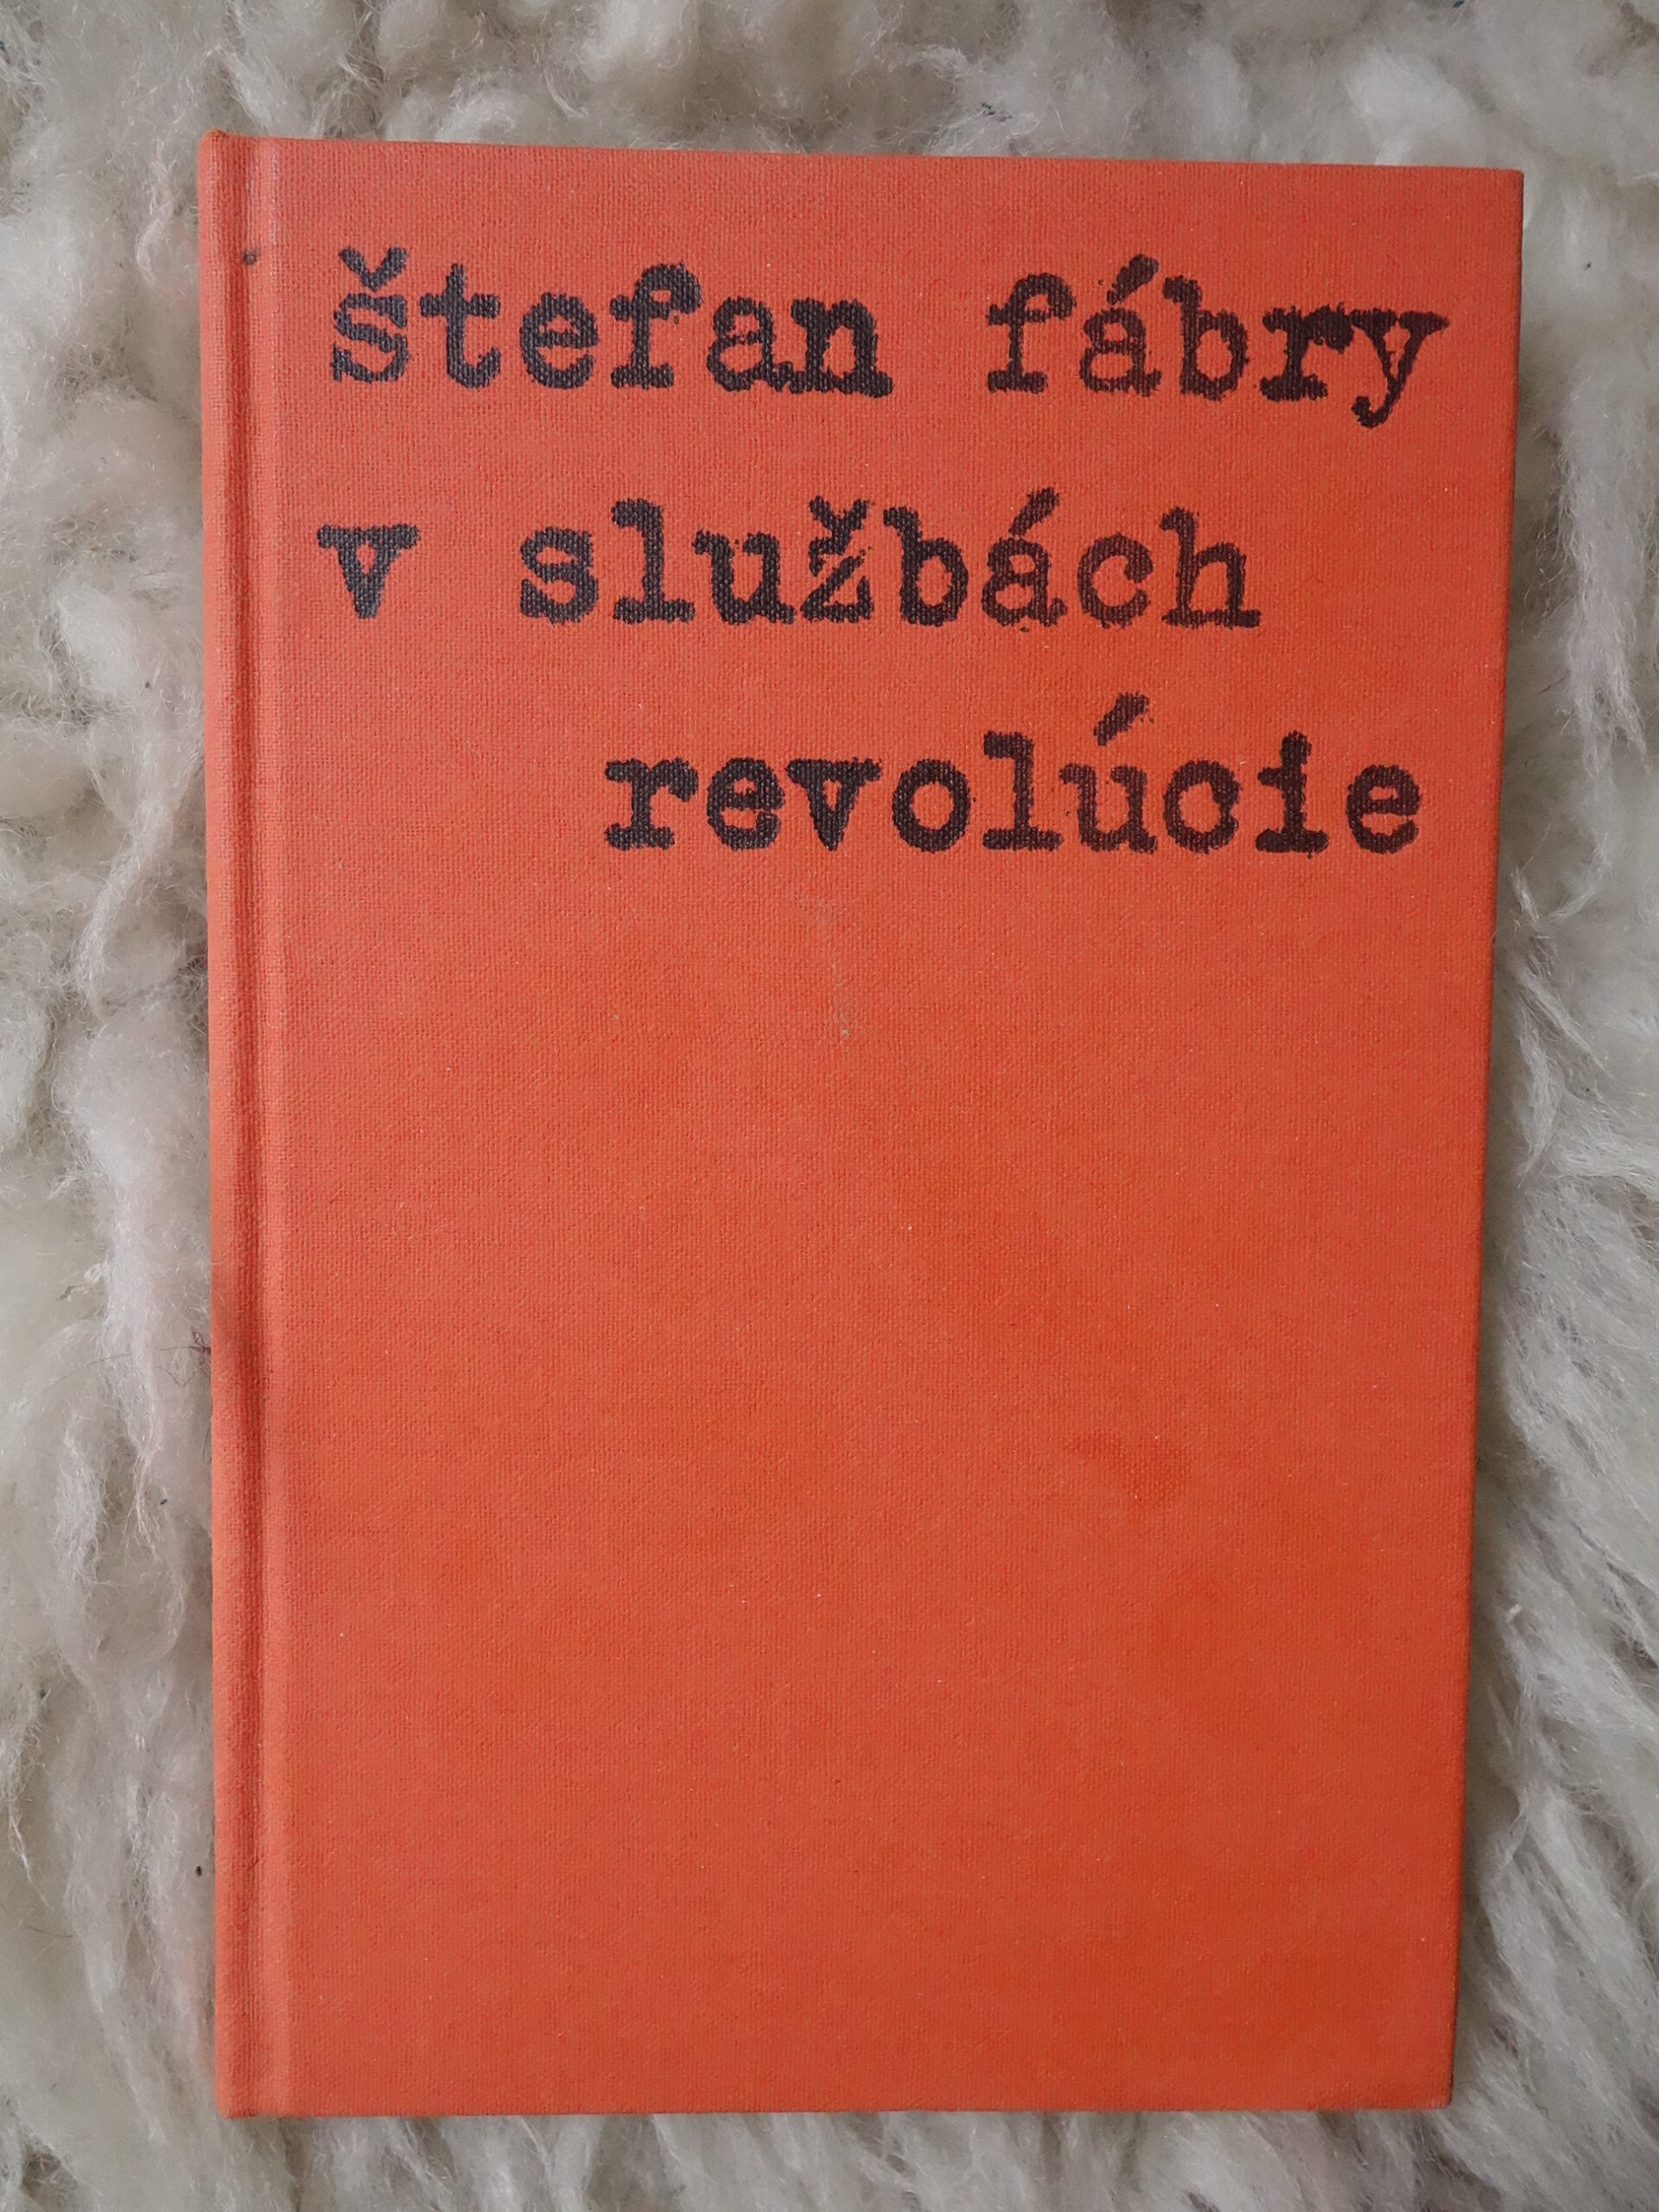 štefan fábry
v službách
revolúcie